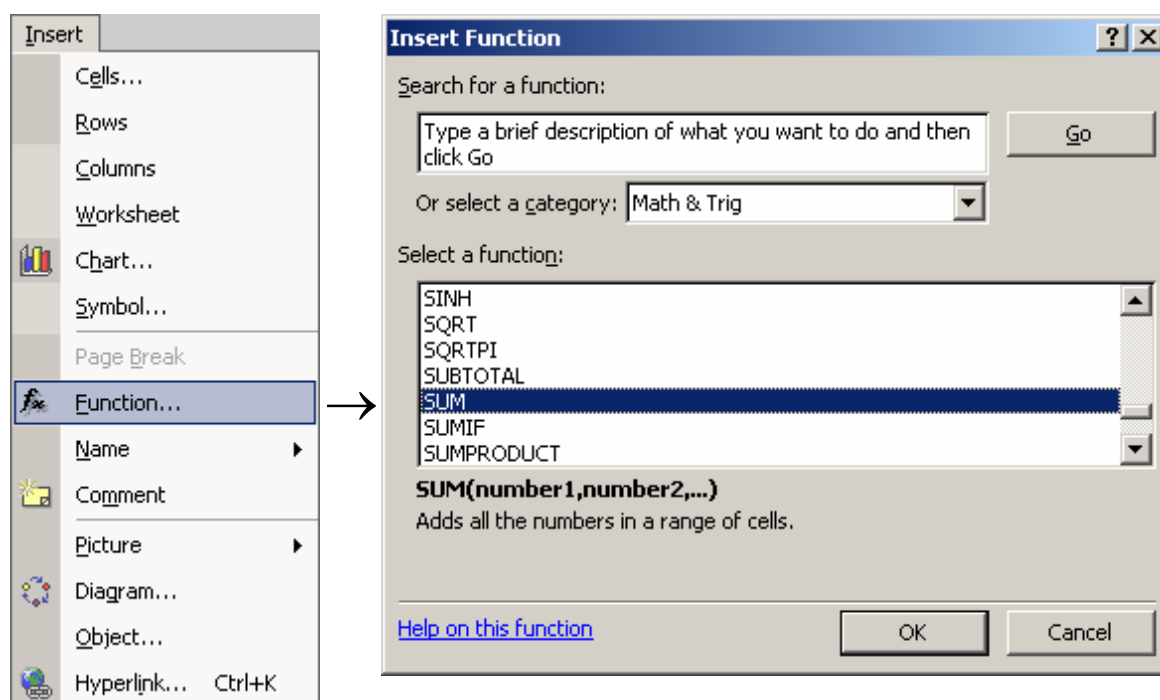 Insert
Cells...
Rows
Columns
Worksheet
Chart...
Symbol...
Page Break
Function...
Name
Comment
Picture
Diagram...
Object...
Hyperlink... Ctrl+K
Insert Function
Search for a function:
Type a brief description of what you want to do and then
click Go
Go
Or select a category: Math & Trig
Select a function:
SINH
SQRT
SQRTPI
SUBTOTAL
SUM
SUMIF
SUMPRODUCT
SUM(number1,number2,...)
Adds all the numbers in a range of cells.
Help on this function OK Cancel